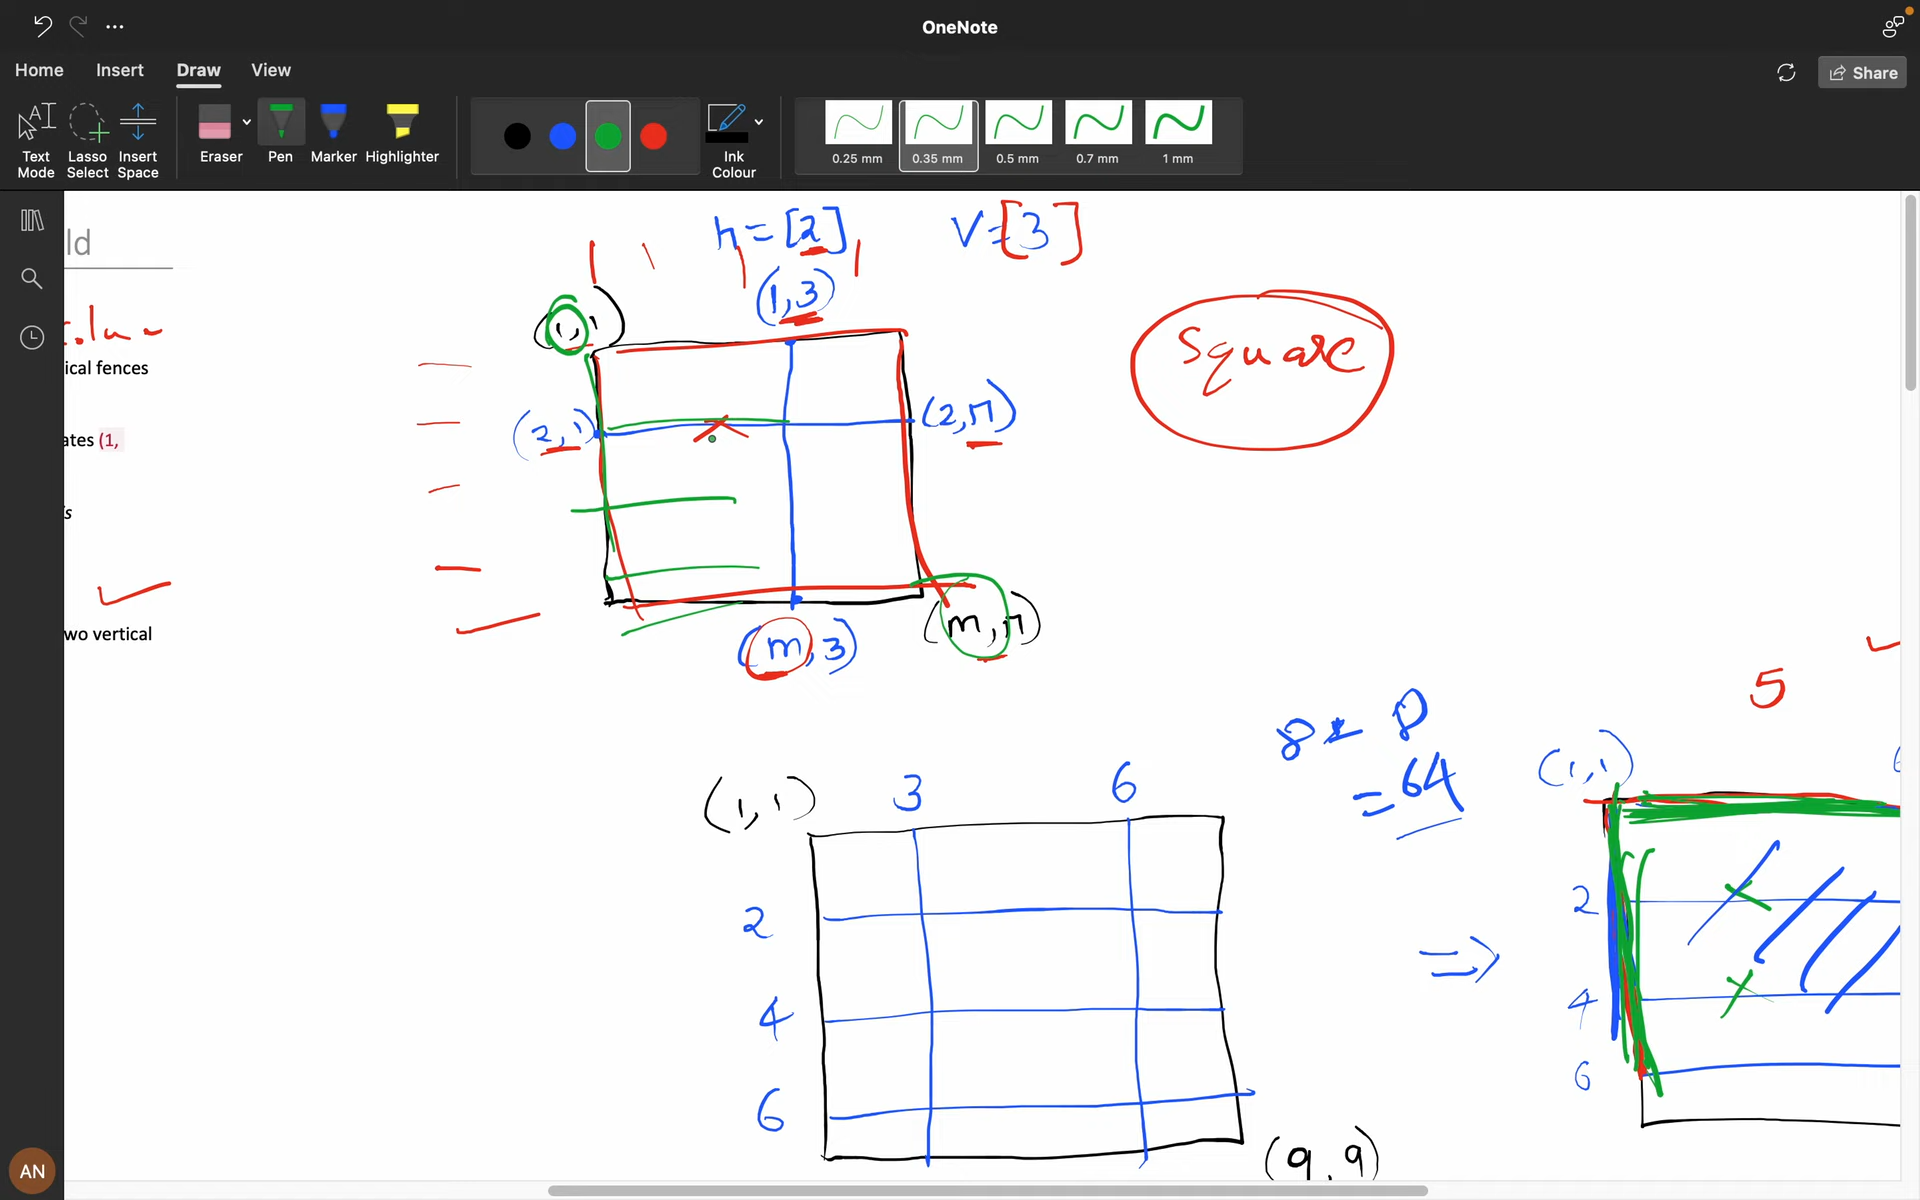 OneNote
Home Insert Draw View
Share
Text Mode
Lasso Select
Insert Space
Eraser
Pen
Marker
Highlighter
Ink Colour
0.25 mm
0.35 mm
0.5 mm
0.7 mm
1 mm
ld
ical fences
ates (1,
s
wo vertical
h = [2]
V = [3]
(1,1)
(1,3)
Square
(2,1)
(2,n)
(m,3)
(m,n)
5
8 * 8
= 64
(1,1)
3
6
2
4
6
(9,9)
=>
(1,1)
2
4
6
AN